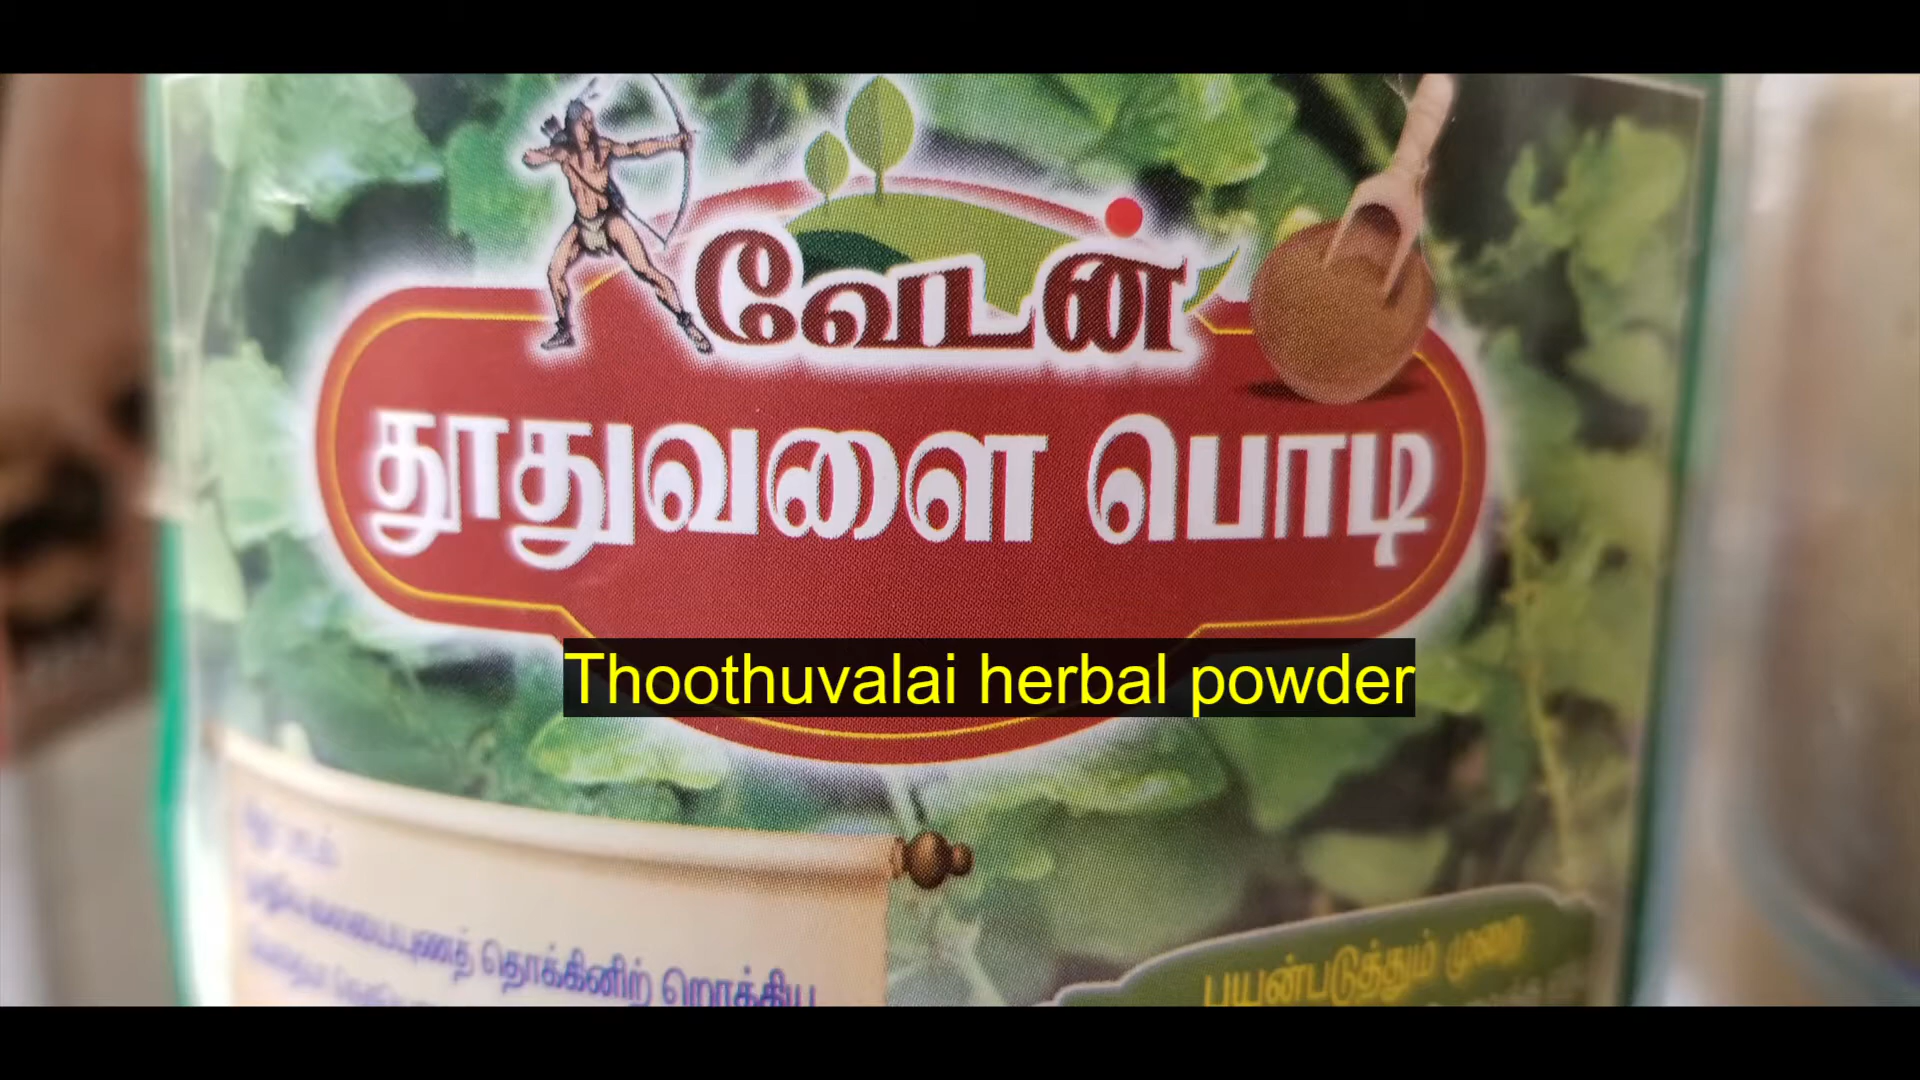 வேடன்
தூதுவளை பொடி
Thoothuvalai herbal powder
தொக்கினிற் றொக்கிய
பயன்படுத்தும் முறை